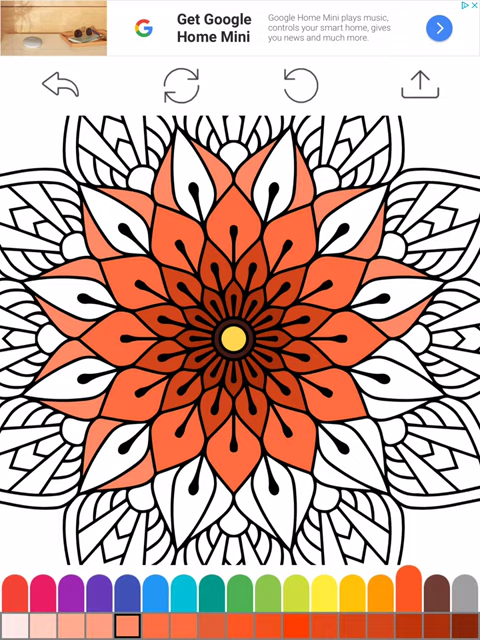 Get Google
Home Mini
Google Home Mini plays music,
controls your smart home, gives
you news and much more.